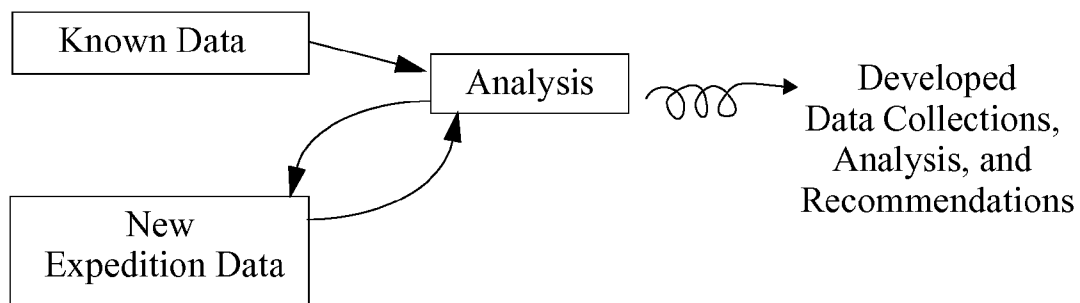 Known Data
Analysis
Developed
Data Collections,
Analysis, and
Recommendations
New
Expedition Data